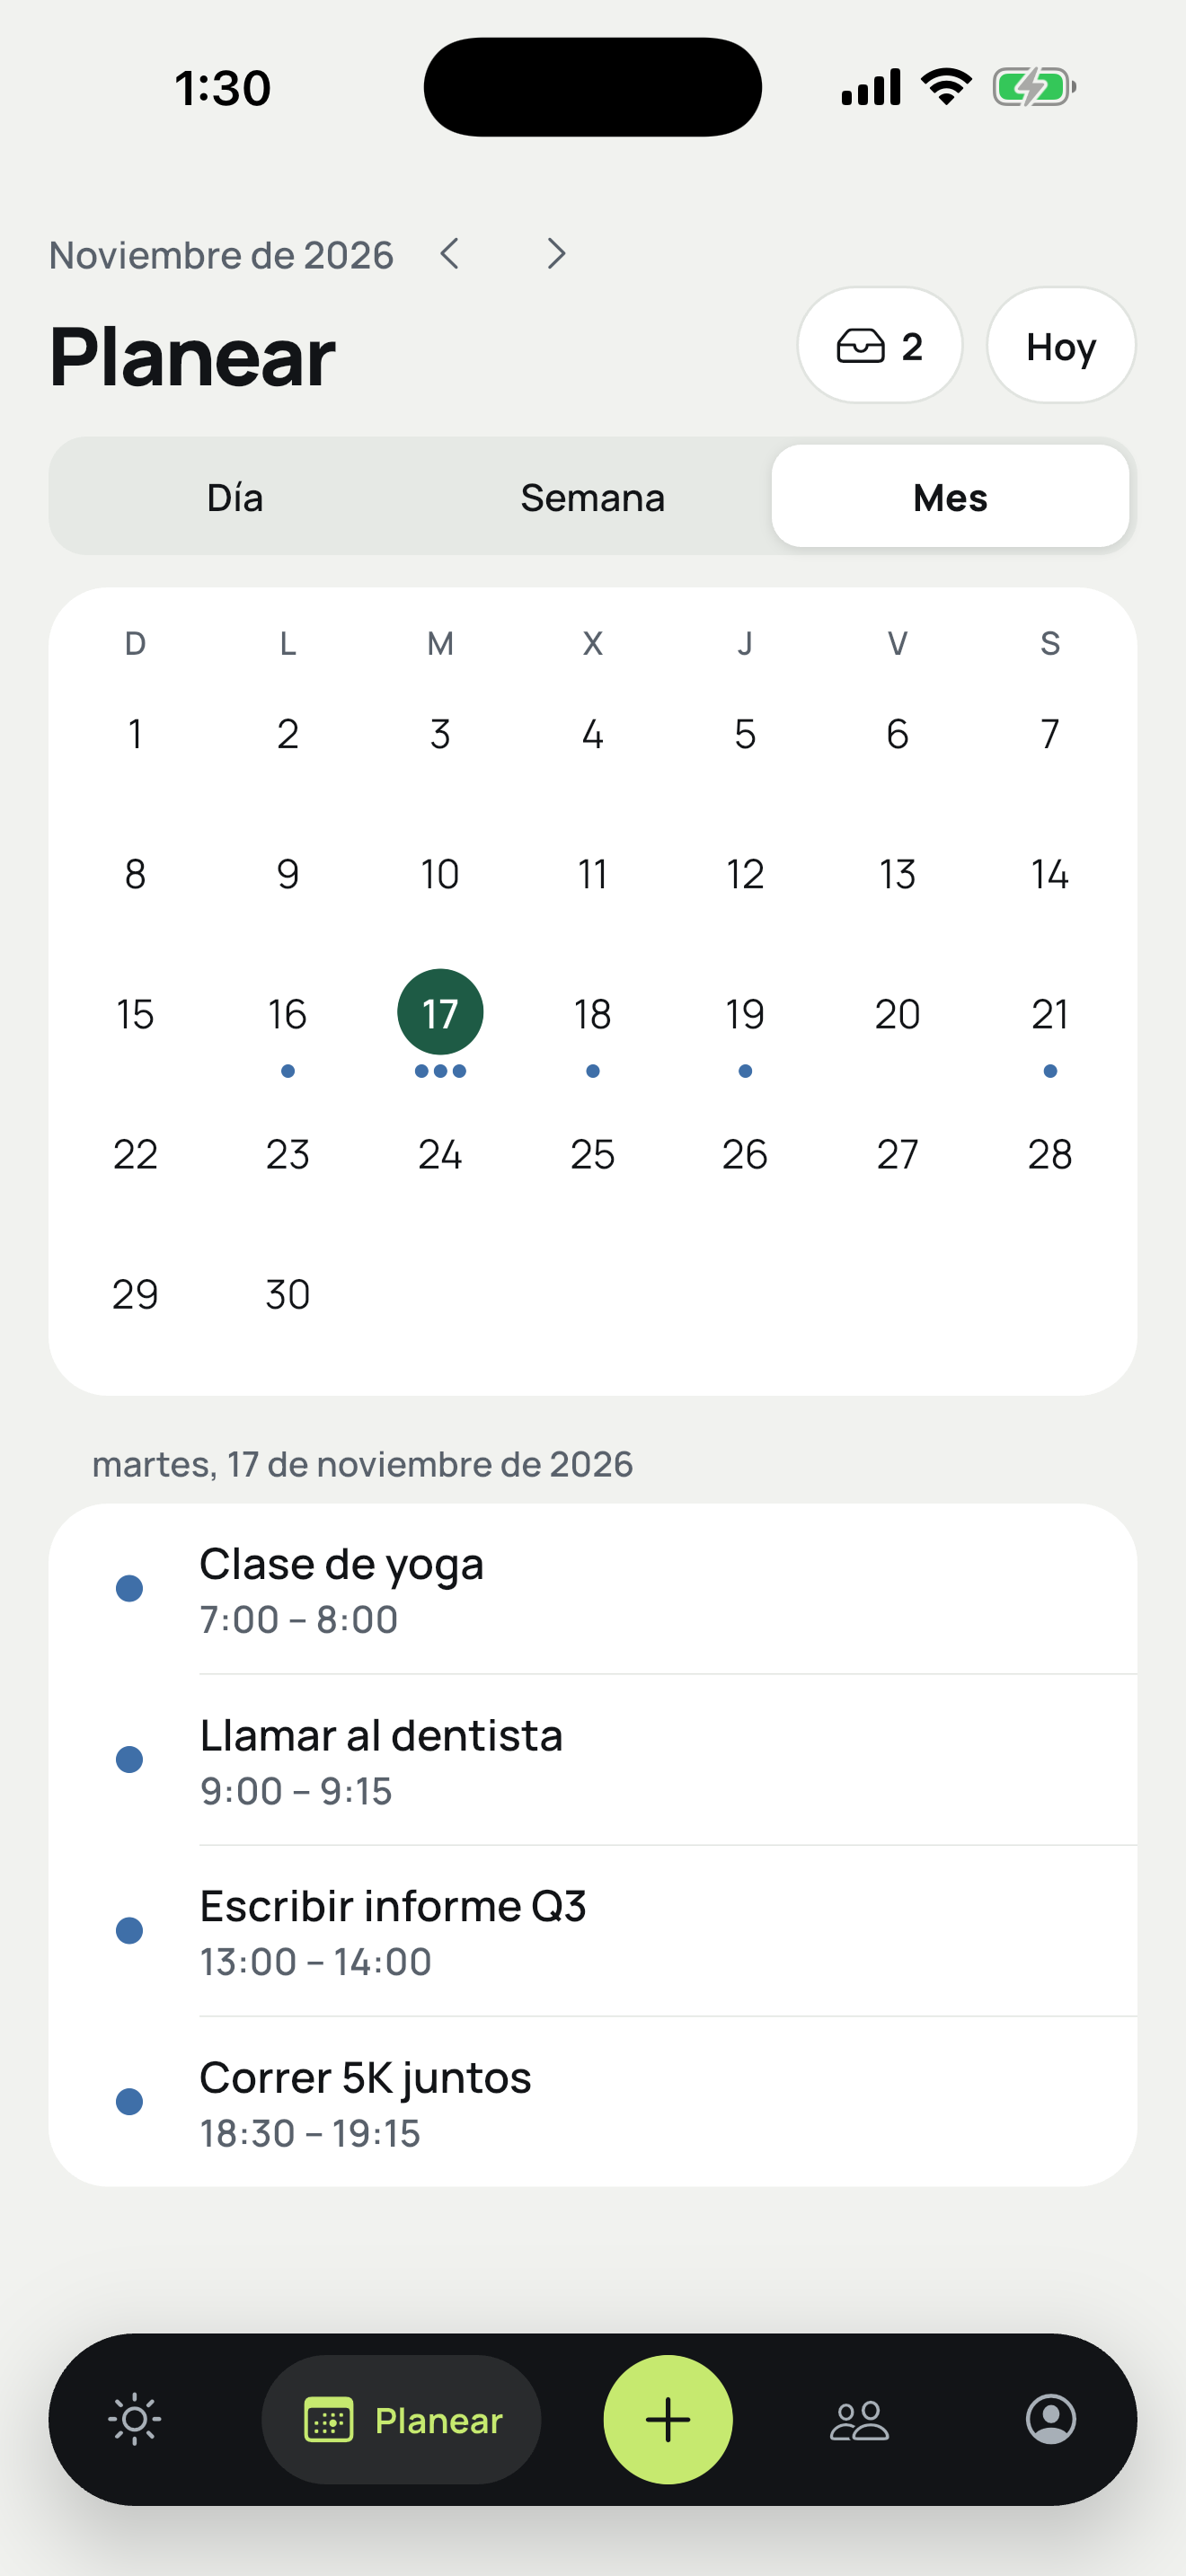 1:30
Noviembre de 2026
Planear
2
Hoy
Día Semana Mes
D L M X J V S
1 2 3 4 5 6 7
8 9 10 11 12 13 14
15 16 17 18 19 20 21
22 23 24 25 26 27 28
29 30
martes, 17 de noviembre de 2026
Clase de yoga
7:00 – 8:00
Llamar al dentista
9:00 – 9:15
Escribir informe Q3
13:00 – 14:00
Correr 5K juntos
18:30 – 19:15
Planear